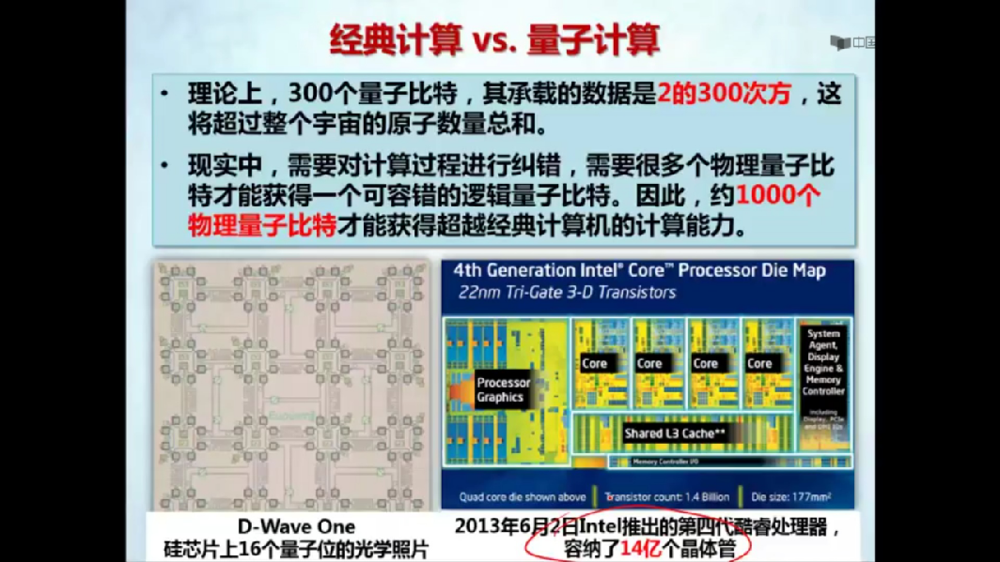 经典计算 vs. 量子计算
中国
• 理论上，300个量子比特，其承载的数据是2的300次方，这
将超过整个宇宙的原子数量总和。
• 现实中，需要对计算过程进行纠错，需要很多个物理量子比
特才能获得一个可容错的逻辑量子比特。因此，约1000个
物理量子比特才能获得超越经典计算机的计算能力。
4th Generation Intel® Core™ Processor Die Map
22nm Tri-Gate 3-D Transistors
Processor
Graphics
Core
Core
Core
Core
System
Agent,
Display
Engine &
Memory
Controller
Including
Display, PCIe
and DMI IOs
Shared L3 Cache**
Memory Controller I/O
Quad core die shown above
Transistor count: 1.4 Billion
Die size: 177mm²
D-Wave One
硅芯片上16个量子位的光学照片
2013年6月2日Intel推出的第四代酷睿处理器，
容纳了14亿个晶体管